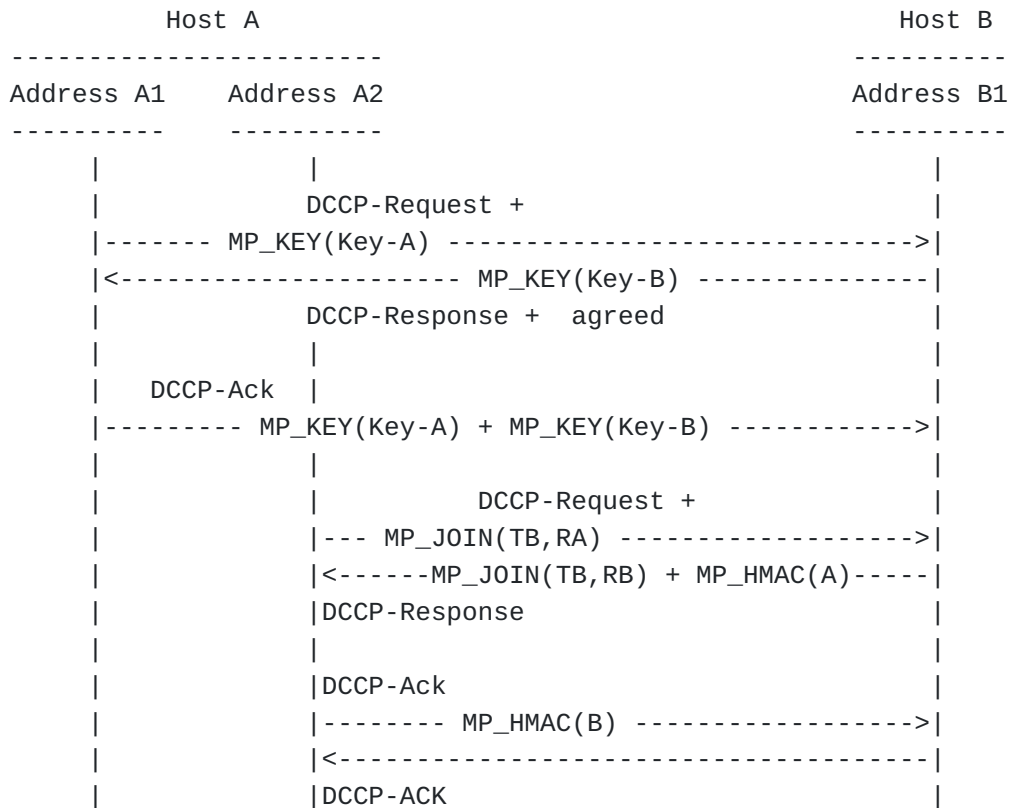 Host A                                         Host B
------------------------                              ----------
Address A1    Address A2                              Address B1
----------    ----------                              ----------
     |             |                                       |
     |             DCCP-Request +                          |
     |------- MP_KEY(Key-A) ------------------------------>|
     |<---------------------- MP_KEY(Key-B) ---------------|
     |             DCCP-Response +  agreed                 |
     |             |                                       |
     |   DCCP-Ack  |                                       |
     |--------- MP_KEY(Key-A) + MP_KEY(Key-B) ------------>|
     |             |                                       |
     |             |          DCCP-Request +               |
     |             |--- MP_JOIN(TB,RA) ------------------->|
     |             |<------MP_JOIN(TB,RB) + MP_HMAC(A)-----|
     |             |DCCP-Response                          |
     |             |                                       |
     |             |DCCP-Ack                               |
     |             |-------- MP_HMAC(B) ------------------>|
     |             |<--------------------------------------|
     |             |DCCP-ACK                               |